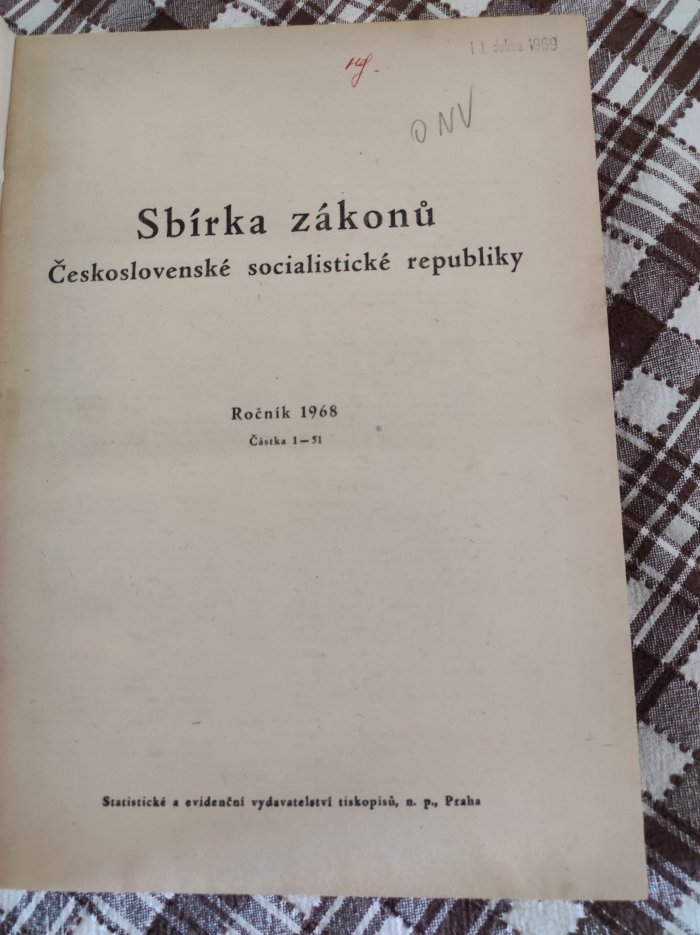 11. dubna 1969
ONV
Sbírka zákonů
Československé socialistické republiky
Ročník 1968
Částka 1—51
Statistické a evidenční vydavatelství tiskopisů, n. p., Praha